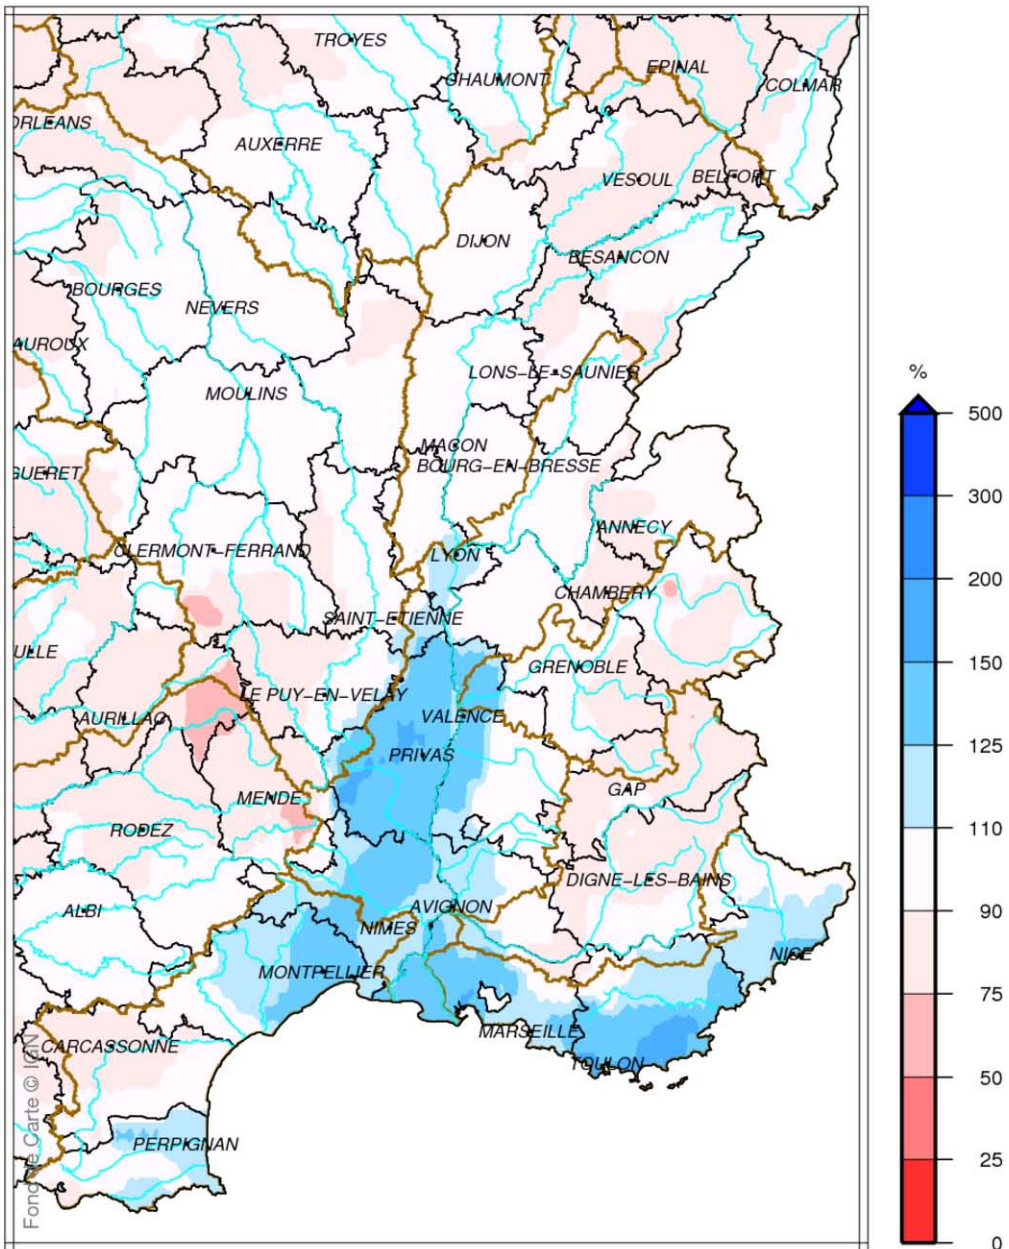 TROYES
EPINAL
CHAUMONT
COLMAR
ORLEANS
AUXERRE
VESOUL
BELFORT
DIJON
BESANCON
BOURGES
NEVERS
AUROUX
LONS-LE-SAUNIER
MOULINS
MACON
BOURG-EN-BRESSE
GUERET
ANNECY
CLERMONT-FERRAND
LYON
CHAMBERY
SAINT-ETIENNE
ULLE
GRENOBLE
LE PUY-EN-VELAY
AURILLAC
VALENCE
PRIVAS
GAP
MENDE
RODEZ
DIGNE-LES-BAINS
ALBI
AVIGNON
NIMES
NICE
MONTPELLIER
MARSEILLE
CARCASSONNE
TOULON
PERPIGNAN
Fond de Carte © IGN
%
500
300
200
150
125
110
90
75
50
25
0